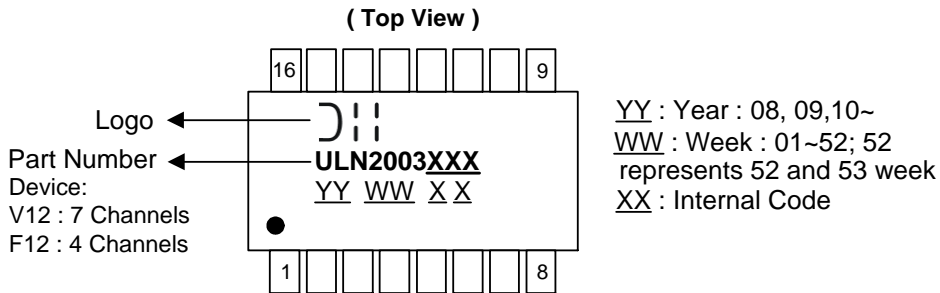 ( Top View )
16
9
Logo
Part Number
Device:
V12 : 7 Channels
F12 : 4 Channels
ULN2003XXX
YY WW X X
1
8
YY : Year : 08, 09,10~
WW : Week : 01~52; 52
represents 52 and 53 week
XX : Internal Code